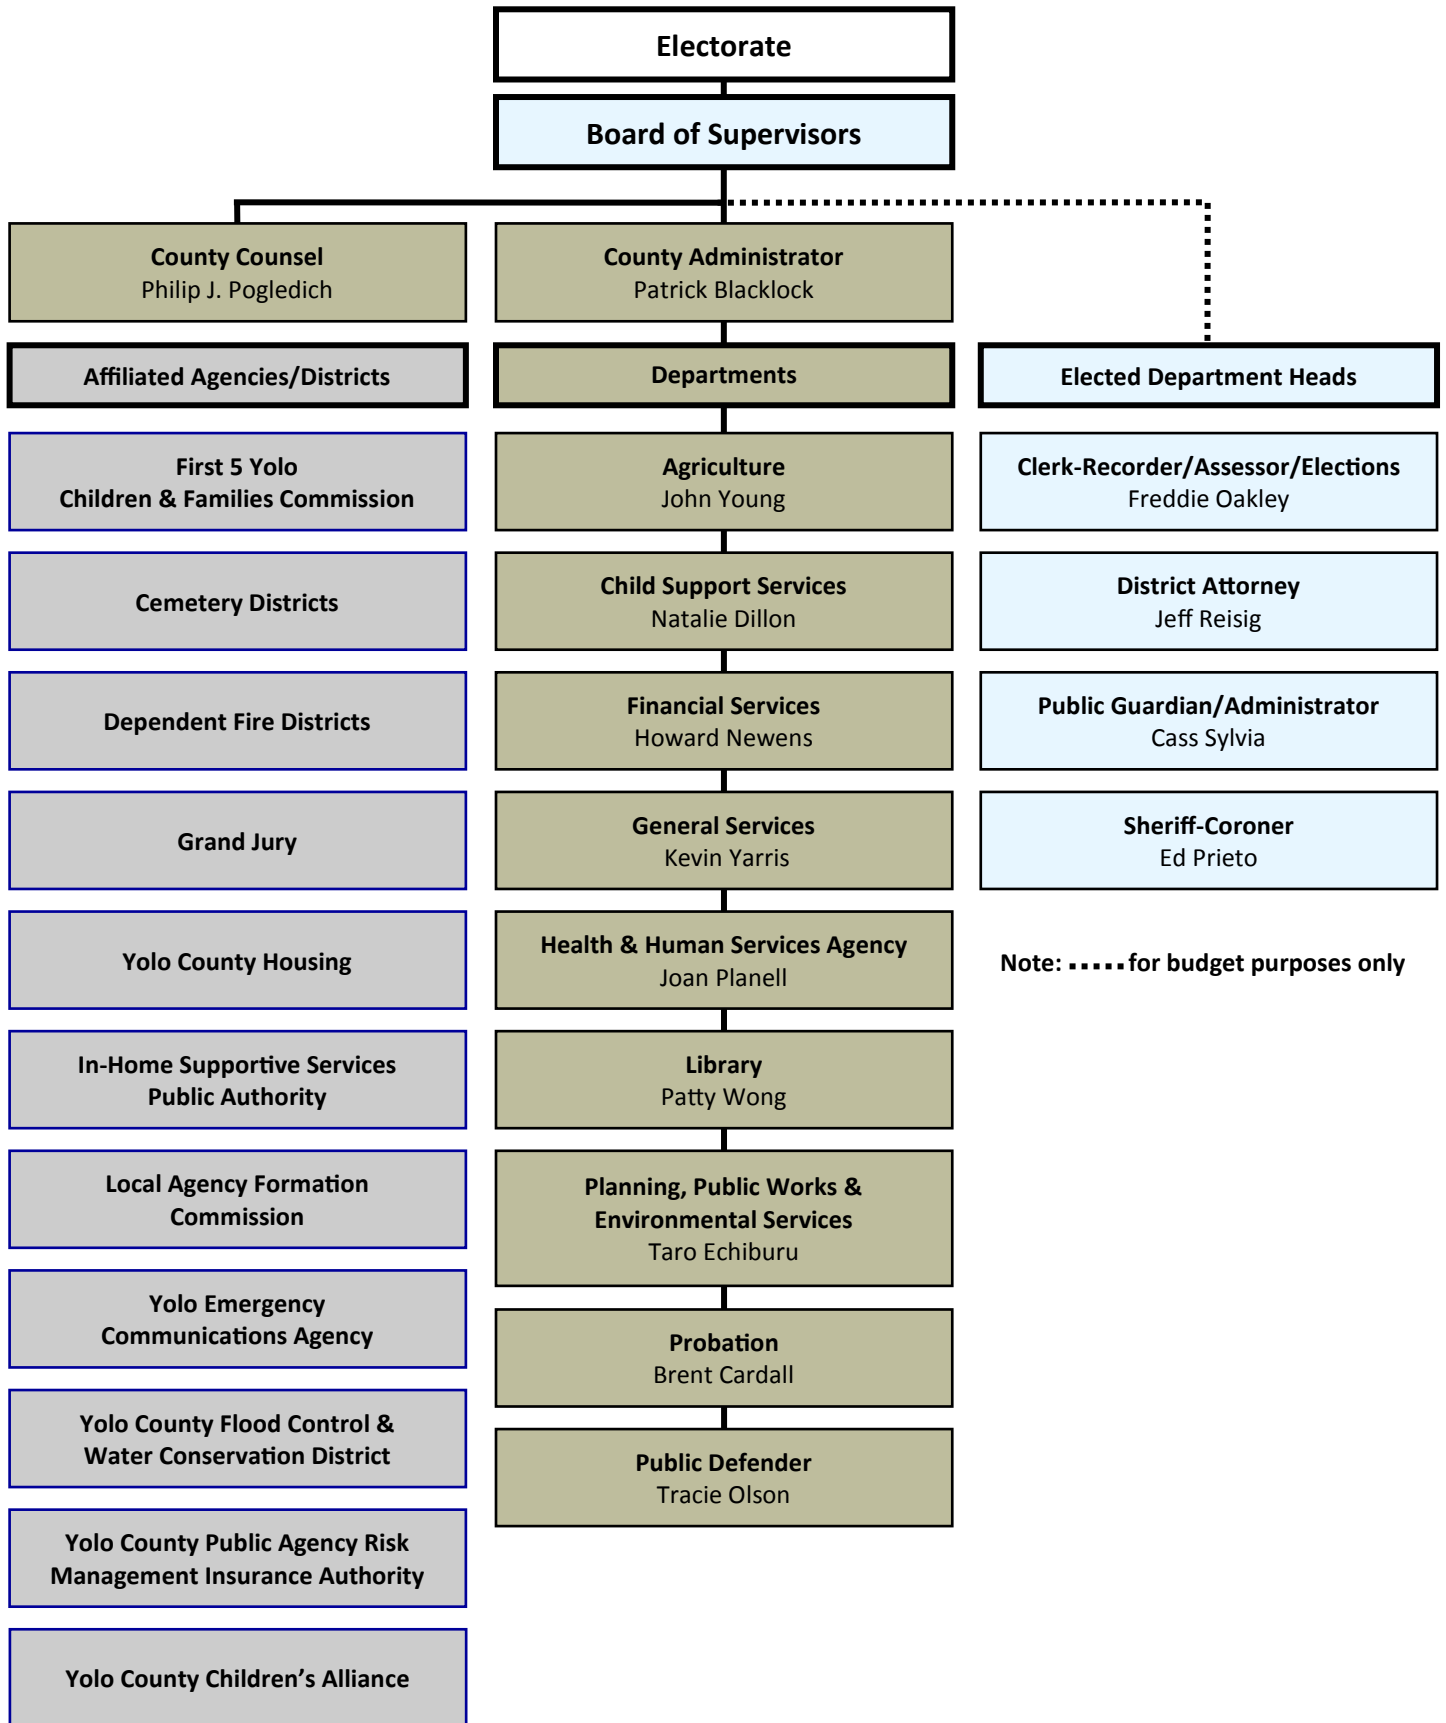 Electorate
Board of Supervisors
County Counsel
Philip J. Pogledich
County Administrator
Patrick Blacklock
Affiliated Agencies/Districts
Departments
Elected Department Heads
First 5 Yolo
Children & Families Commission
Agriculture
John Young
Clerk-Recorder/Assessor/Elections
Freddie Oakley
Cemetery Districts
Child Support Services
Natalie Dillon
District Attorney
Jeff Reisig
Dependent Fire Districts
Financial Services
Howard Newens
Public Guardian/Administrator
Cass Sylvia
Grand Jury
General Services
Kevin Yarris
Sheriff-Coroner
Ed Prieto
Yolo County Housing
Health & Human Services Agency
Joan Planell
Note: ▪▪▪▪▪ for budget purposes only
In-Home Supportive Services
Public Authority
Library
Patty Wong
Local Agency Formation
Commission
Planning, Public Works &
Environmental Services
Taro Echiburu
Yolo Emergency
Communications Agency
Probation
Brent Cardall
Yolo County Flood Control &
Water Conservation District
Public Defender
Tracie Olson
Yolo County Public Agency Risk
Management Insurance Authority
Yolo County Children’s Alliance